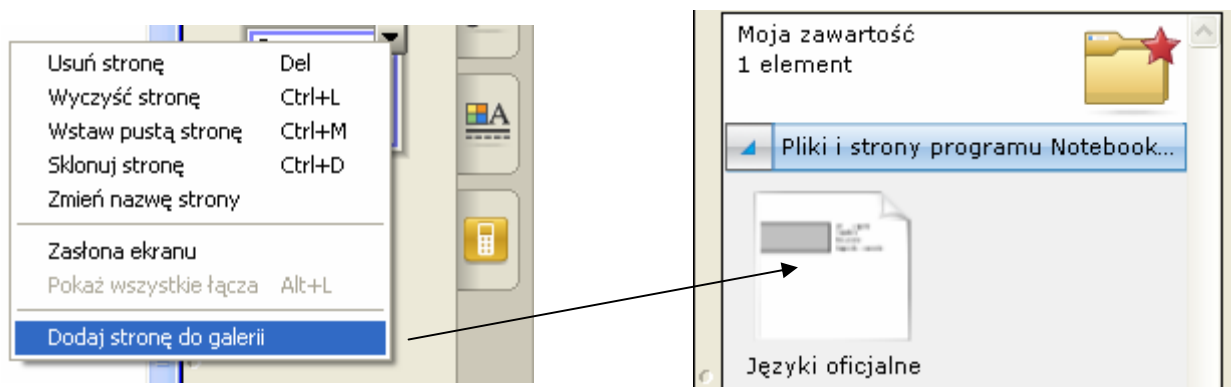 Usuń stronę Del
Wyczyść stronę Ctrl+L
Wstaw pustą stronę Ctrl+M
Sklonuj stronę Ctrl+D
Zmień nazwę strony
Zasłona ekranu
Pokaż wszystkie łącza Alt+L
Dodaj stronę do galerii
A
Moja zawartość
1 element
Pliki i strony programu Notebook...
Języki oficjalne